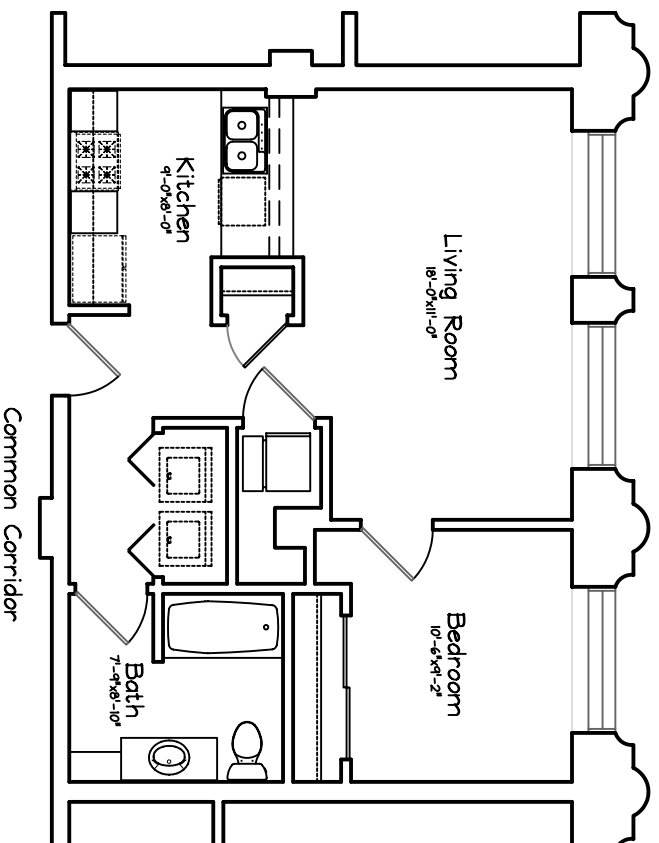 Kitchen
9'-0"x8'-0"
Living Room
18'-0"x11'-0"
Common Corridor
Bedroom
10'-6"x9'-2"
Bath
7'-9"x8'-10"